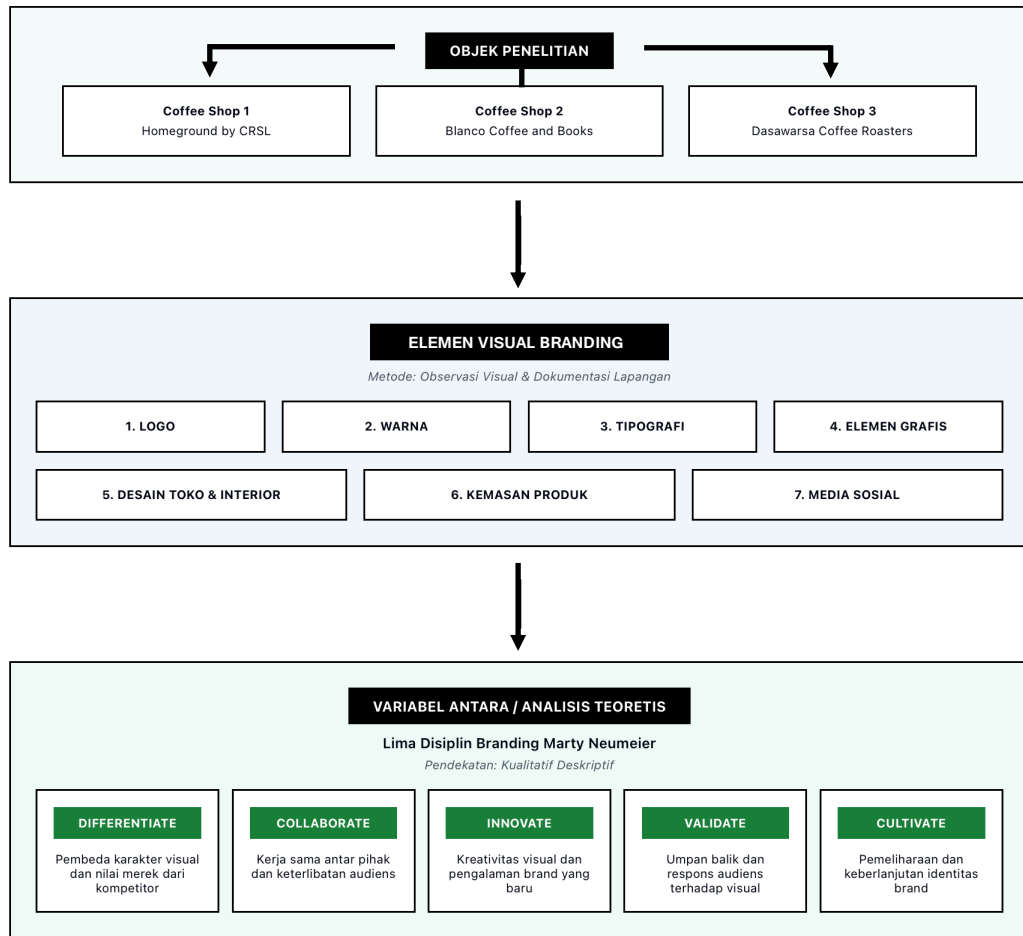 OBJEK PENELITIAN
Coffee Shop 1
Homeground by CRSL
Coffee Shop 2
Blanco Coffee and Books
Coffee Shop 3
Dasawarsa Coffee Roasters
ELEMEN VISUAL BRANDING
Metode: Observasi Visual & Dokumentasi Lapangan
1. LOGO
2. WARNA
3. TIPOGRAFI
4. ELEMEN GRAFIS
5. DESAIN TOKO & INTERIOR
6. KEMASAN PRODUK
7. MEDIA SOSIAL
VARIABEL ANTARA / ANALISIS TEORETIS
Lima Disiplin Branding Marty Neumeier
Pendekatan: Kualitatif Deskriptif
DIFFERENTIATE
Pembeda karakter visual
dan nilai merek dari
kompetitor
COLLABORATE
Kerja sama antar pihak
dan keterlibatan audiens
INNOVATE
Kreativitas visual dan
pengalaman brand yang
baru
VALIDATE
Umpan balik dan
respons audiens
terhadap visual
CULTIVATE
Pemeliharaan dan
keberlanjutan identitas
brand